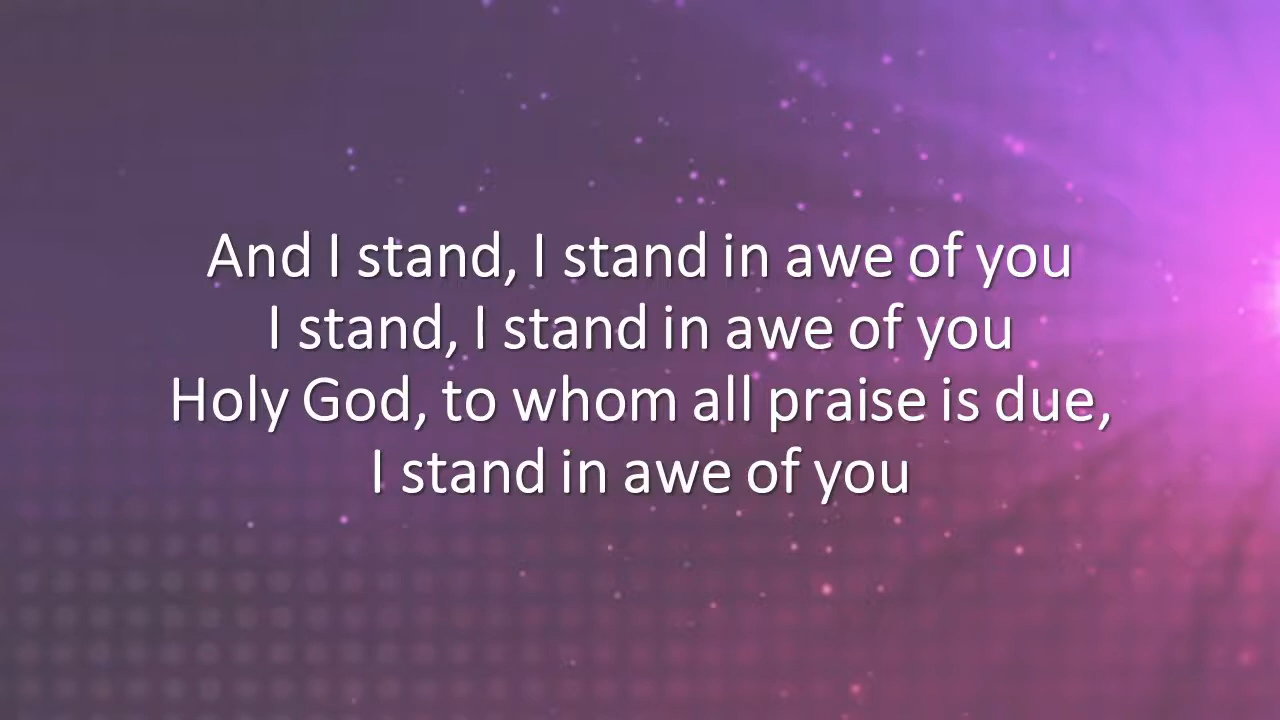 And I stand, I stand in awe of you
I stand, I stand in awe of you
Holy God, to whom all praise is due,
I stand in awe of you